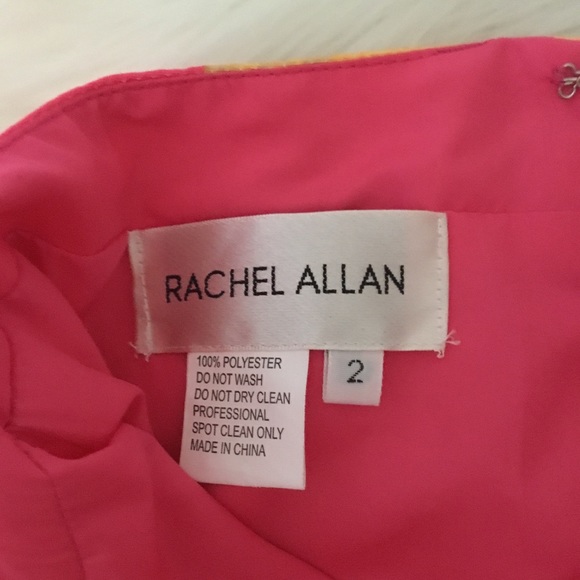 RACHEL ALLAN
100% POLYESTER
DO NOT WASH
DO NOT DRY CLEAN
PROFESSIONAL
SPOT CLEAN ONLY
MADE IN CHINA
2